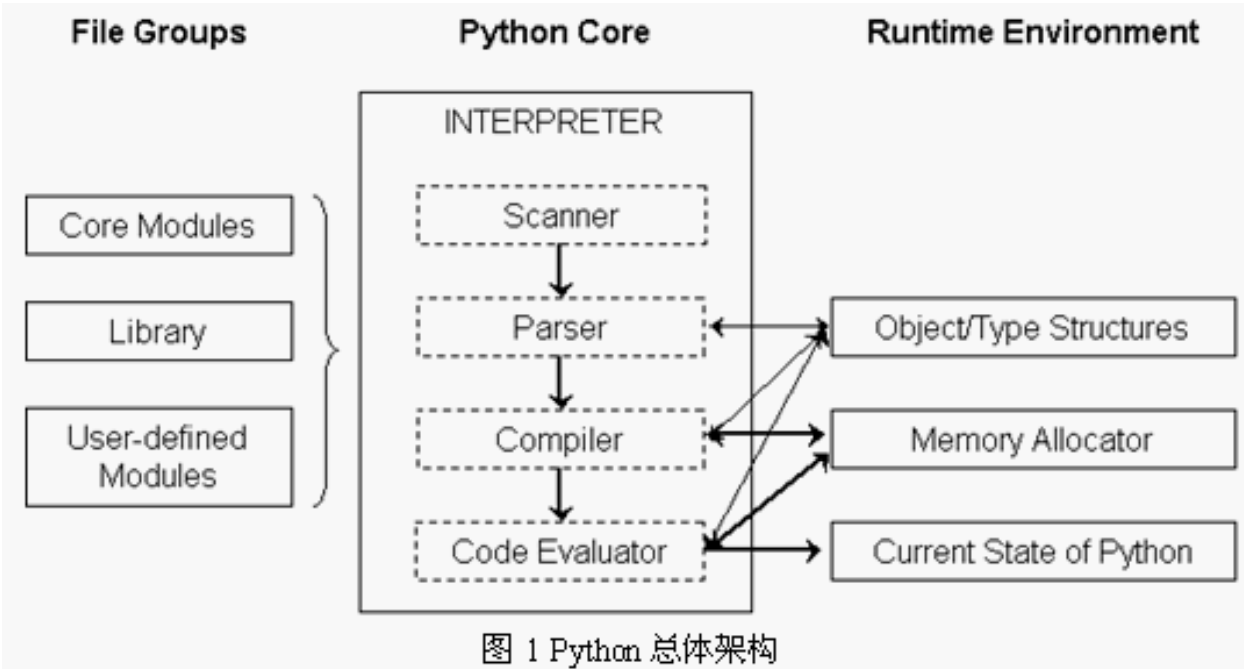 File Groups
Python Core
Runtime Environment
INTERPRETER
Core Modules
Library
User-defined
Modules
Scanner
Parser
Compiler
Code Evaluator
Object/Type Structures
Memory Allocator
Current State of Python
图 1 Python 总体架构